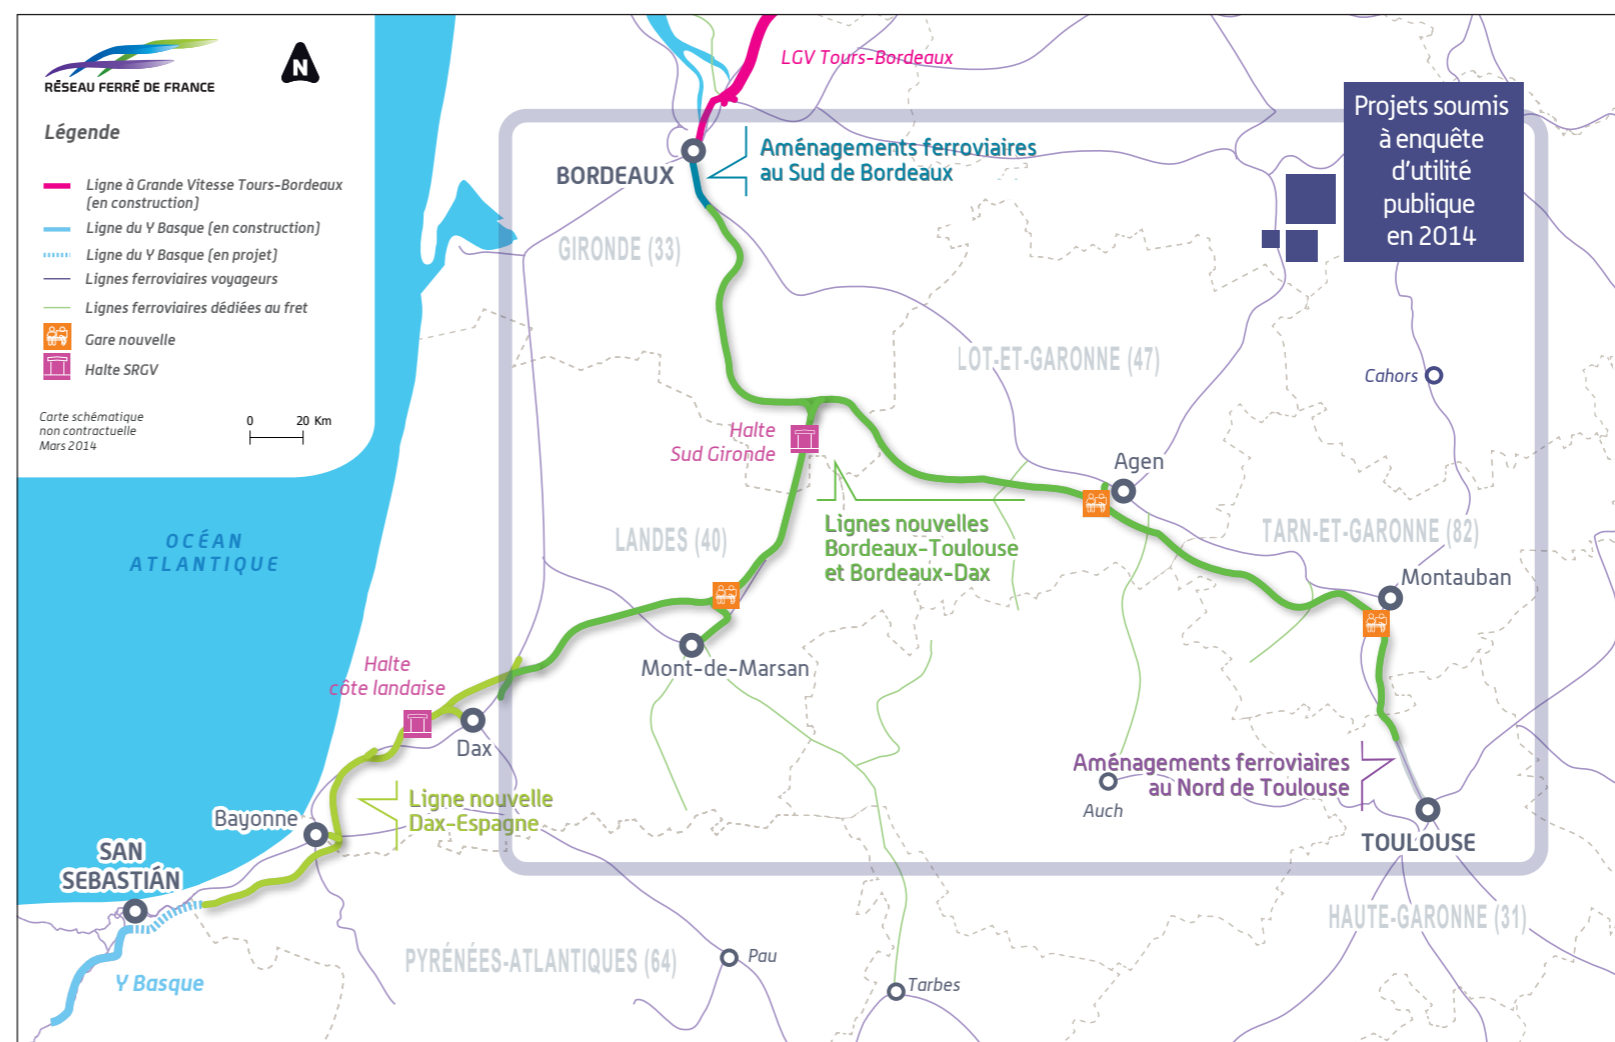 RÉSEAU FERRÉ DE FRANCE
N
Légende
Ligne à Grande Vitesse Tours-Bordeaux
(en construction)
Ligne du Y Basque (en construction)
Ligne du Y Basque (en projet)
Lignes ferroviaires voyageurs
Lignes ferroviaires dédiées au fret
Gare nouvelle
Halte SRGV
Carte schématique
non contractuelle
Mars 2014
0 20 Km
LGV Tours-Bordeaux
Projets soumis
à enquête
d'utilité
publique
en 2014
Aménagements ferroviaires
au Sud de Bordeaux
BORDEAUX
GIRONDE (33)
LOT-ET-GARONNE (47)
Cahors
Halte
Sud Gironde
Agen
Lignes nouvelles
Bordeaux-Toulouse
et Bordeaux-Dax
TARN-ET-GARONNE (82)
OCÉAN
ATLANTIQUE
LANDES (40)
Montauban
Mont-de-Marsan
Halte
côte landaise
Dax
Aménagements ferroviaires
au Nord de Toulouse
Auch
Ligne nouvelle
Dax-Espagne
Bayonne
TOULOUSE
SAN
SEBASTIÁN
HAUTE-GARONNE (31)
PYRÉNÉES-ATLANTIQUES (64)
Pau
Y Basque
Tarbes